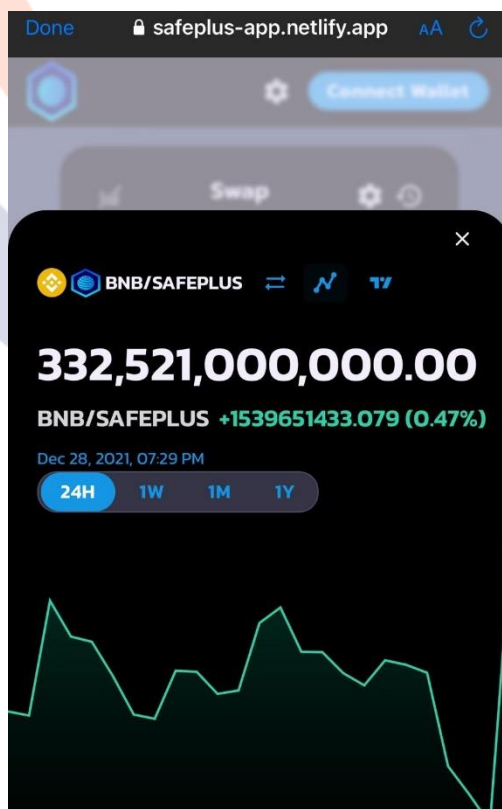 Done safeplus-app.netlify.app AA
Connect Wallet
Swap
BNB/SAFEPLUS
332,521,000,000.00
BNB/SAFEPLUS +1539651433.079 (0.47%)
Dec 28, 2021, 07:29 PM
24H 1W 1M 1Y